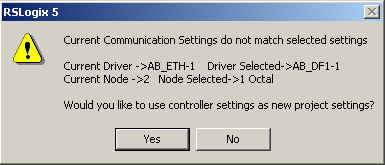 RSLogix 5
Current Communication Settings do not match selected settings
Current Driver ->AB_ETH-1    Driver Selected->AB_DF1-1
Current Node ->2   Node Selected->1 Octal
Would you like to use controller settings as new project settings?
Yes
No